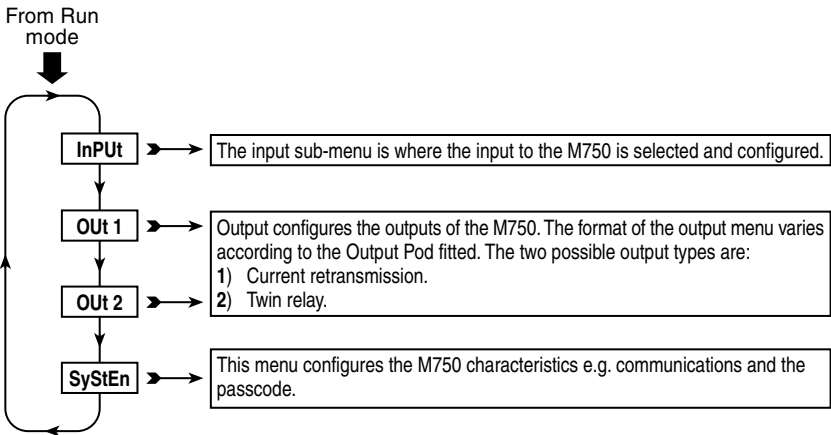 From Run
mode
InPUt
The input sub-menu is where the input to the M750 is selected and configured.
OUt 1
Output configures the outputs of the M750. The format of the output menu varies
according to the Output Pod fitted. The two possible output types are:
1) Current retransmission.
OUt 2
2) Twin relay.
SyStEn
This menu configures the M750 characteristics e.g. communications and the
passcode.